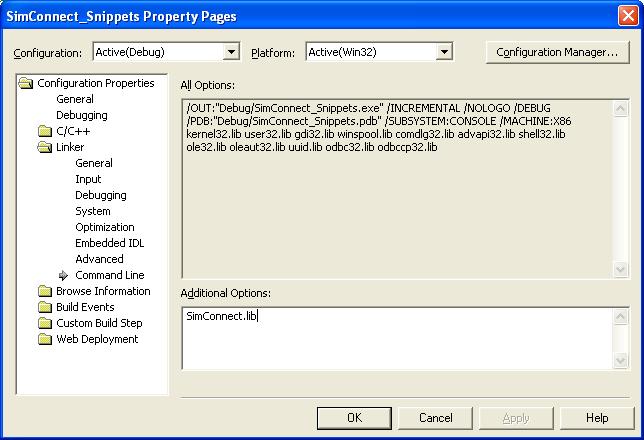 SimConnect_Snippets Property Pages
Configuration: Active(Debug) Platform: Active(Win32) Configuration Manager...
Configuration Properties
General
Debugging
C/C++
Linker
General
Input
Debugging
System
Optimization
Embedded IDL
Advanced
Command Line
Browse Information
Build Events
Custom Build Step
Web Deployment
All Options:
/OUT:"Debug/SimConnect_Snippets.exe" /INCREMENTAL /NOLOGO /DEBUG
/PDB:"Debug/SimConnect_Snippets.pdb" /SUBSYSTEM:CONSOLE /MACHINE:X86
kernel32.lib user32.lib gdi32.lib winspool.lib comdlg32.lib advapi32.lib shell32.lib
ole32.lib oleaut32.lib uuid.lib odbc32.lib odbccp32.lib
Additional Options:
SimConnect.lib
OK Cancel Apply Help